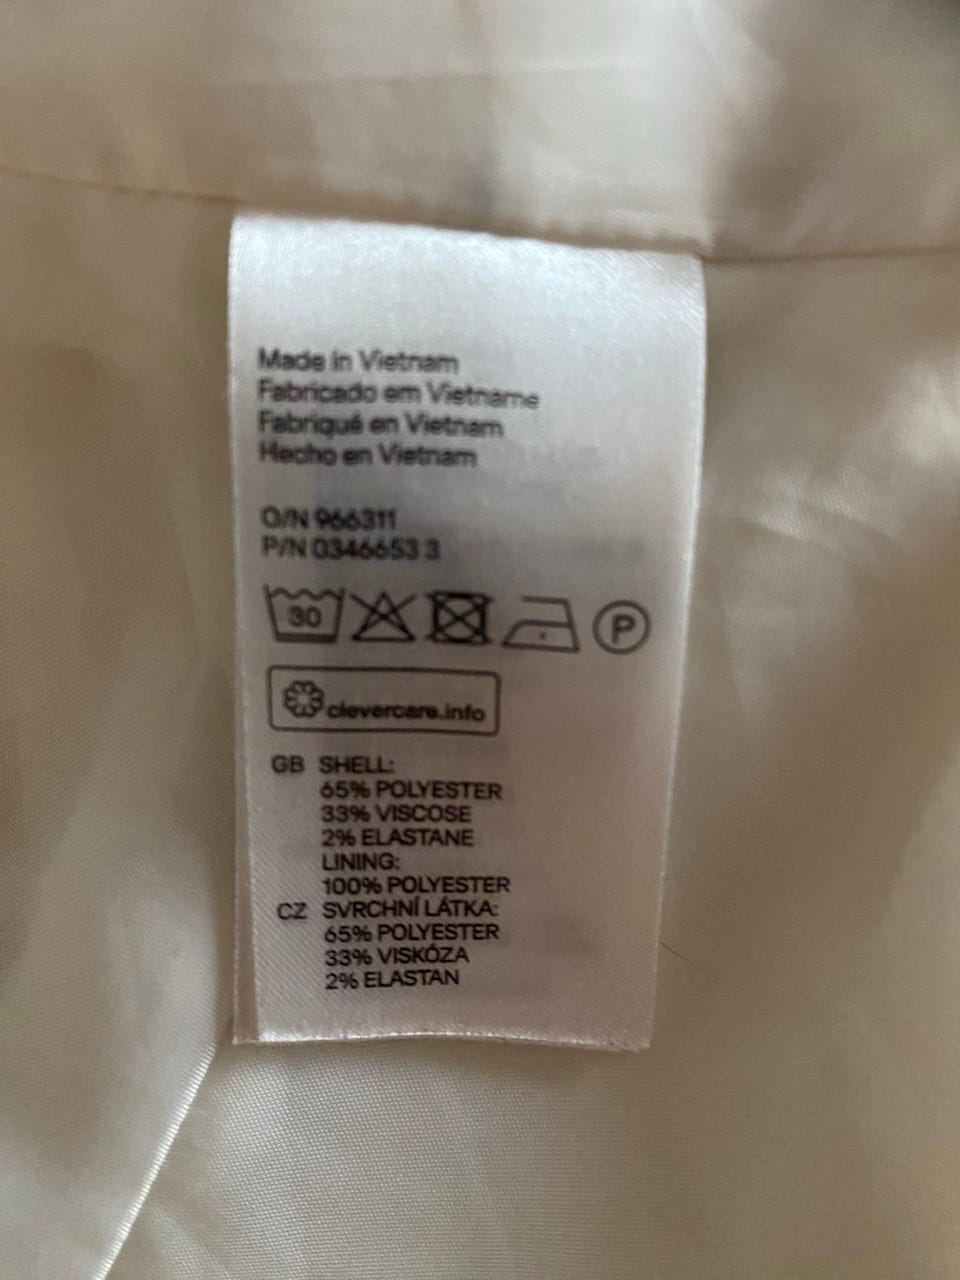 Made in Vietnam
Fabricado em Vietname
Fabriqué en Vietnam
Hecho en Vietnam
O/N 966311
P/N 0346653 3
30
P
clevercare.info
GB SHELL:
65% POLYESTER
33% VISCOSE
2% ELASTANE
LINING:
100% POLYESTER
CZ SVRCHNÍ LÁTKA:
65% POLYESTER
33% VISKÓZA
2% ELASTAN